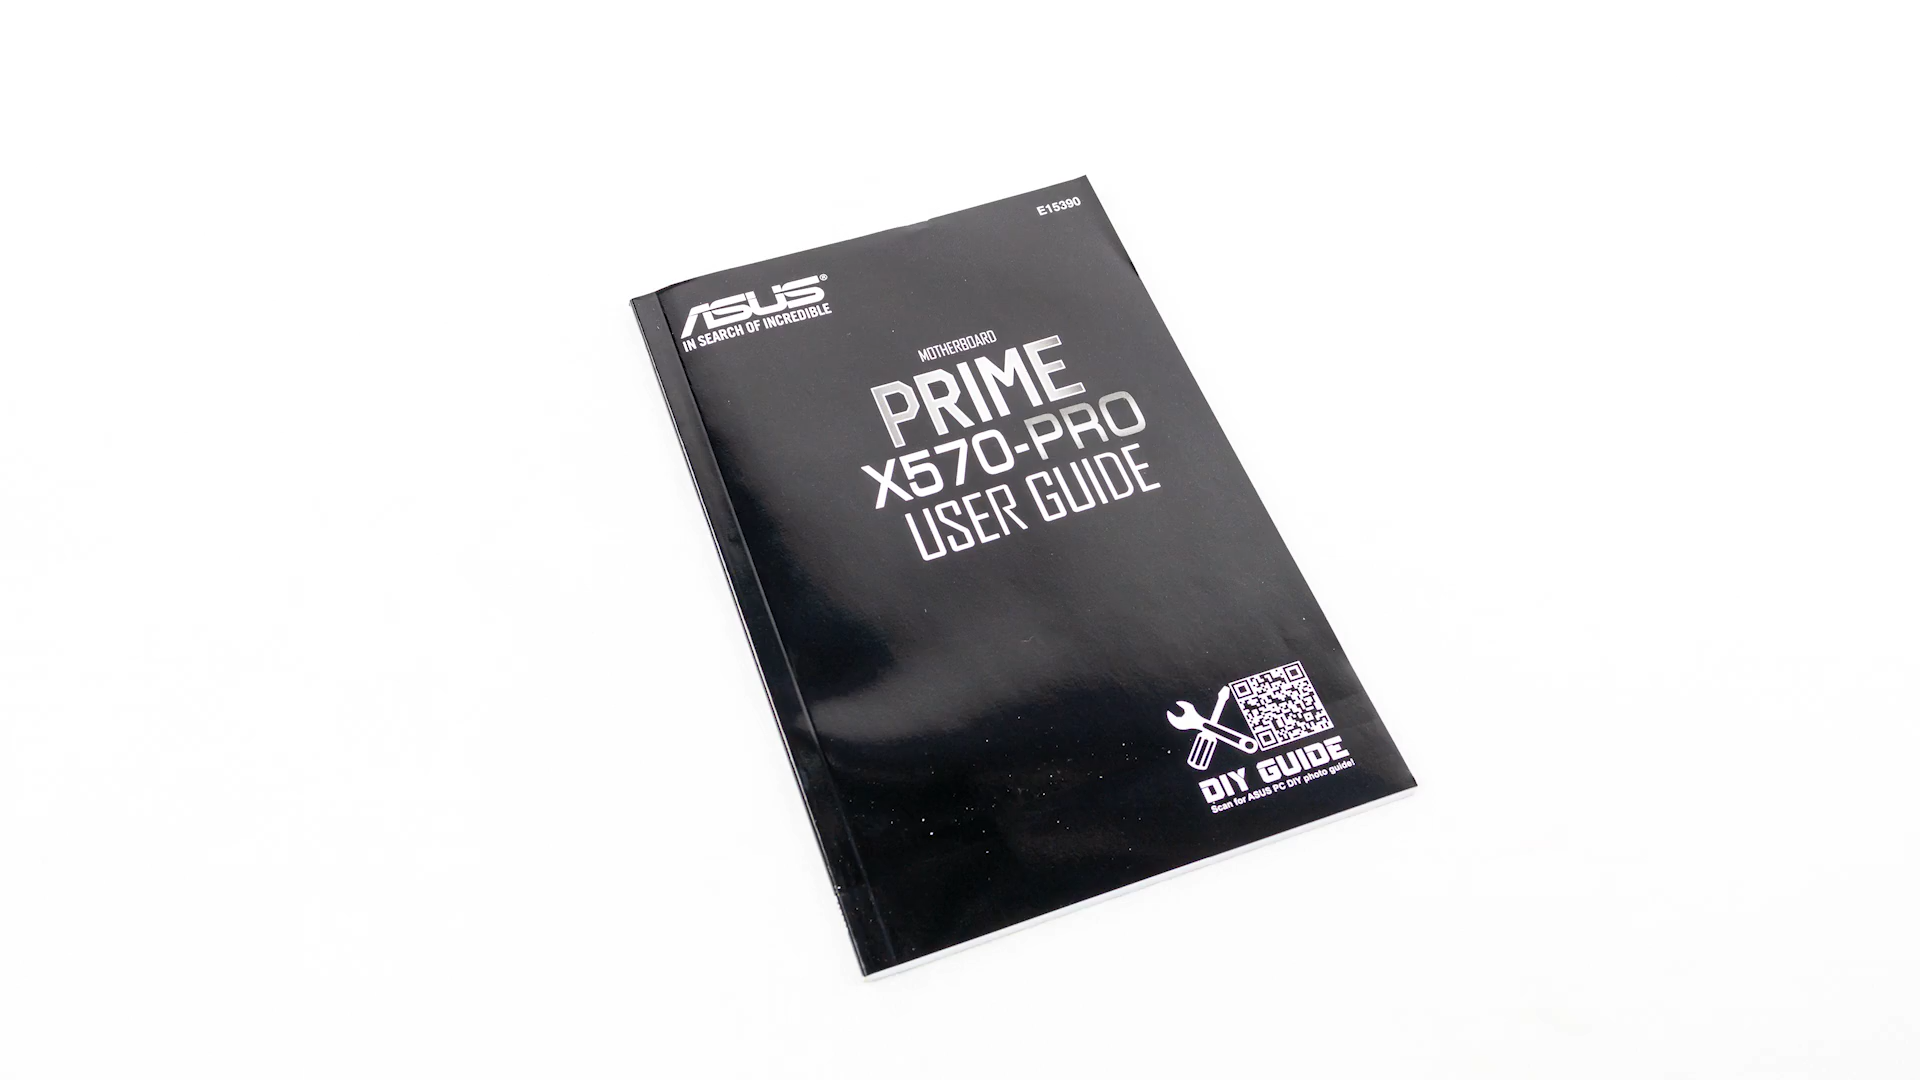 E15390
ASUS®
IN SEARCH OF INCREDIBLE
MOTHERBOARD
PRIME
X570-PRO
USER GUIDE
DIY GUIDE
Scan for ASUS PC DIY photo guide!